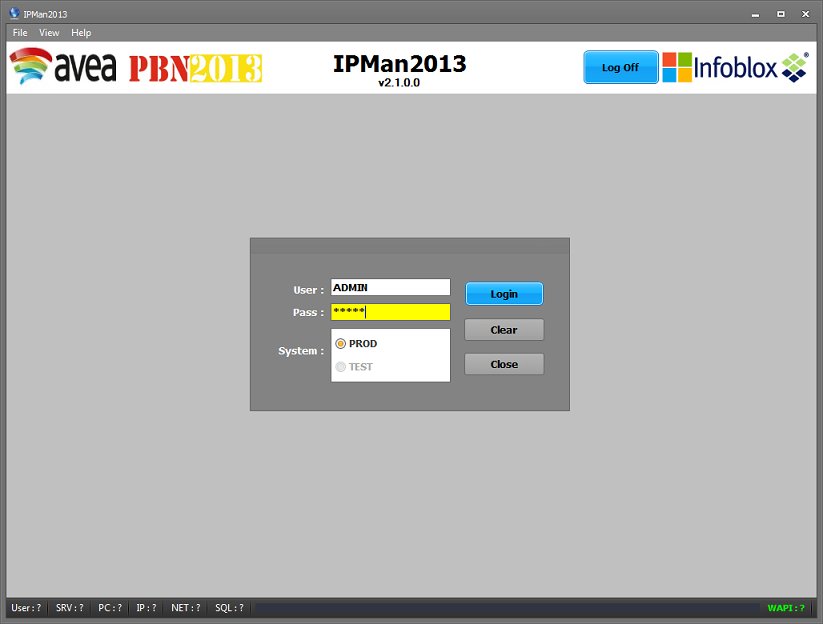 IPMan2013
File View Help
avea PBN2013 IPMan2013 Log Off Infoblox®
v2.1.0.0
User : ADMIN Login
Pass : *****
Clear
System : PROD
TEST
Close
User : ? SRV : ? PC : ? IP : ? NET : ? SQL : ? WAPI : ?